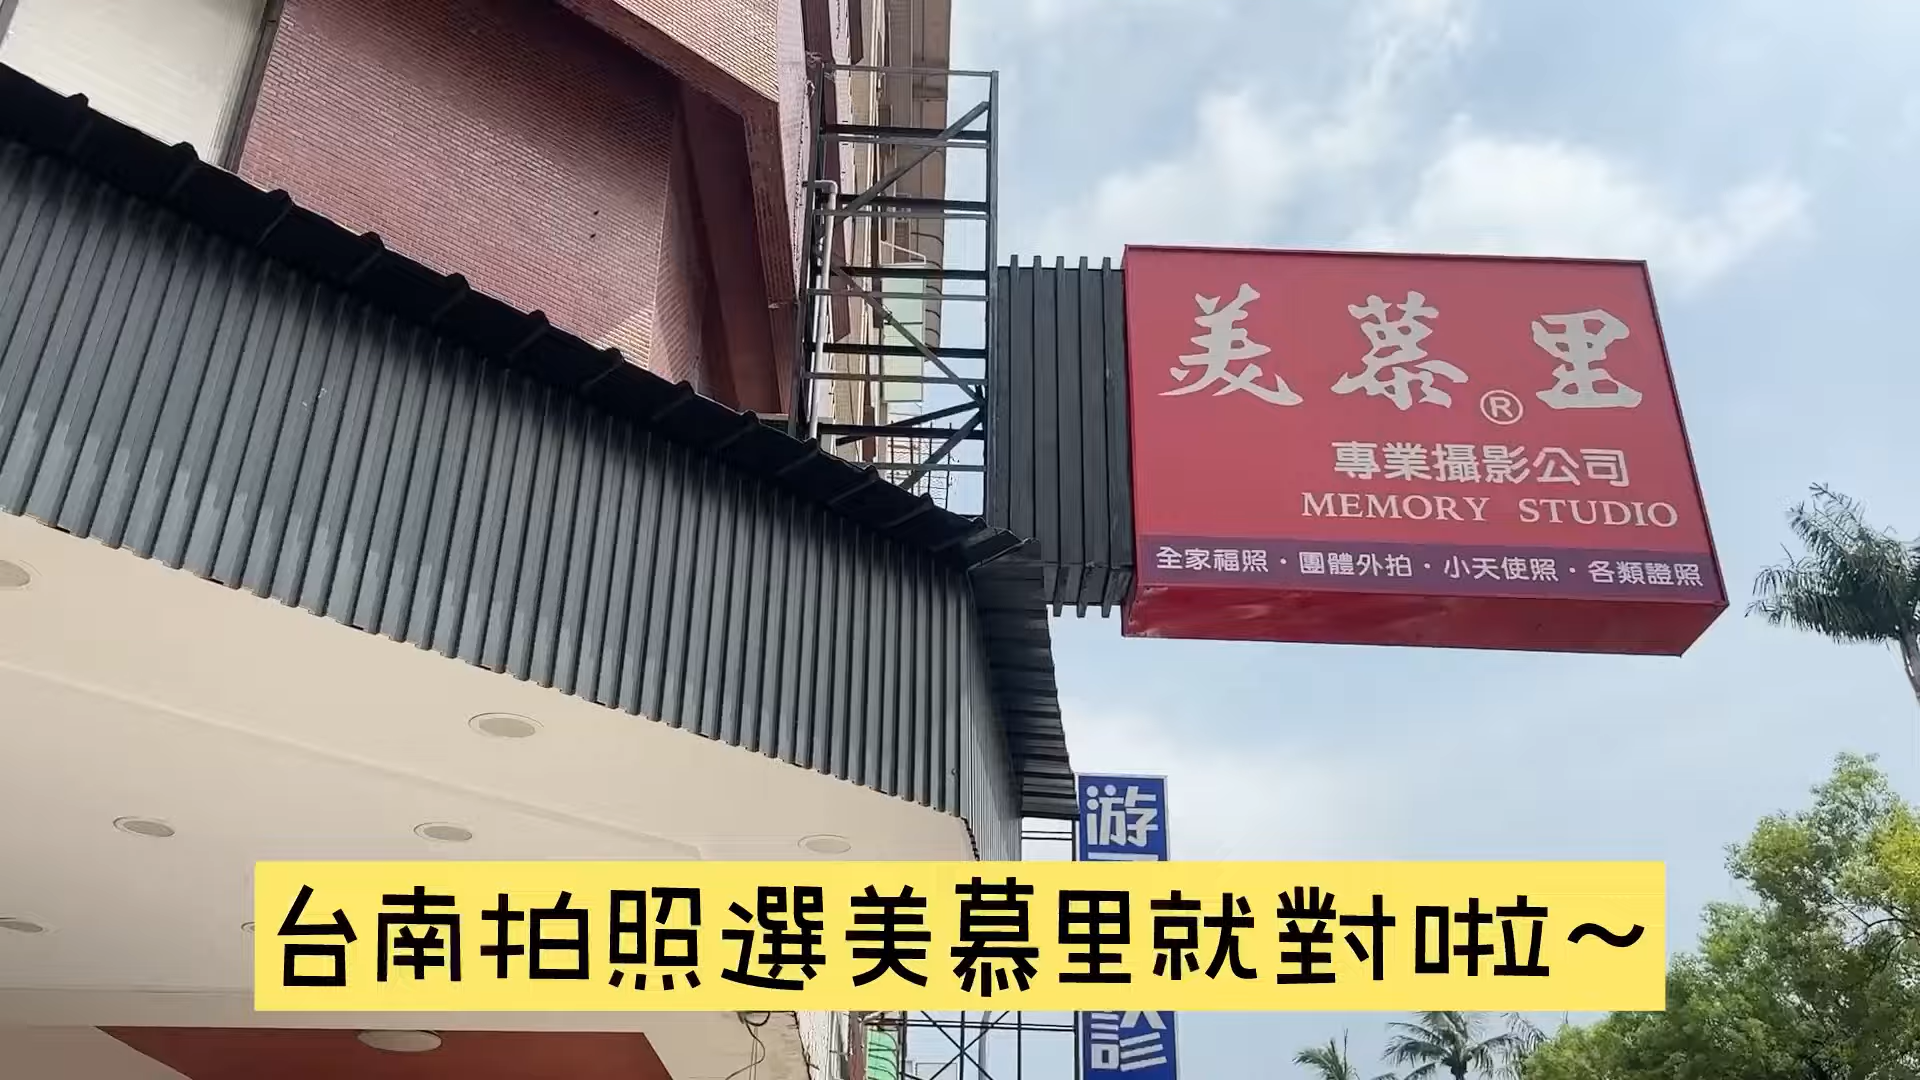 美慕里®
專業攝影公司
MEMORY STUDIO
全家福照・團體外拍・小天使照・各類證照
游
診
台南拍照選美慕里就對啦～